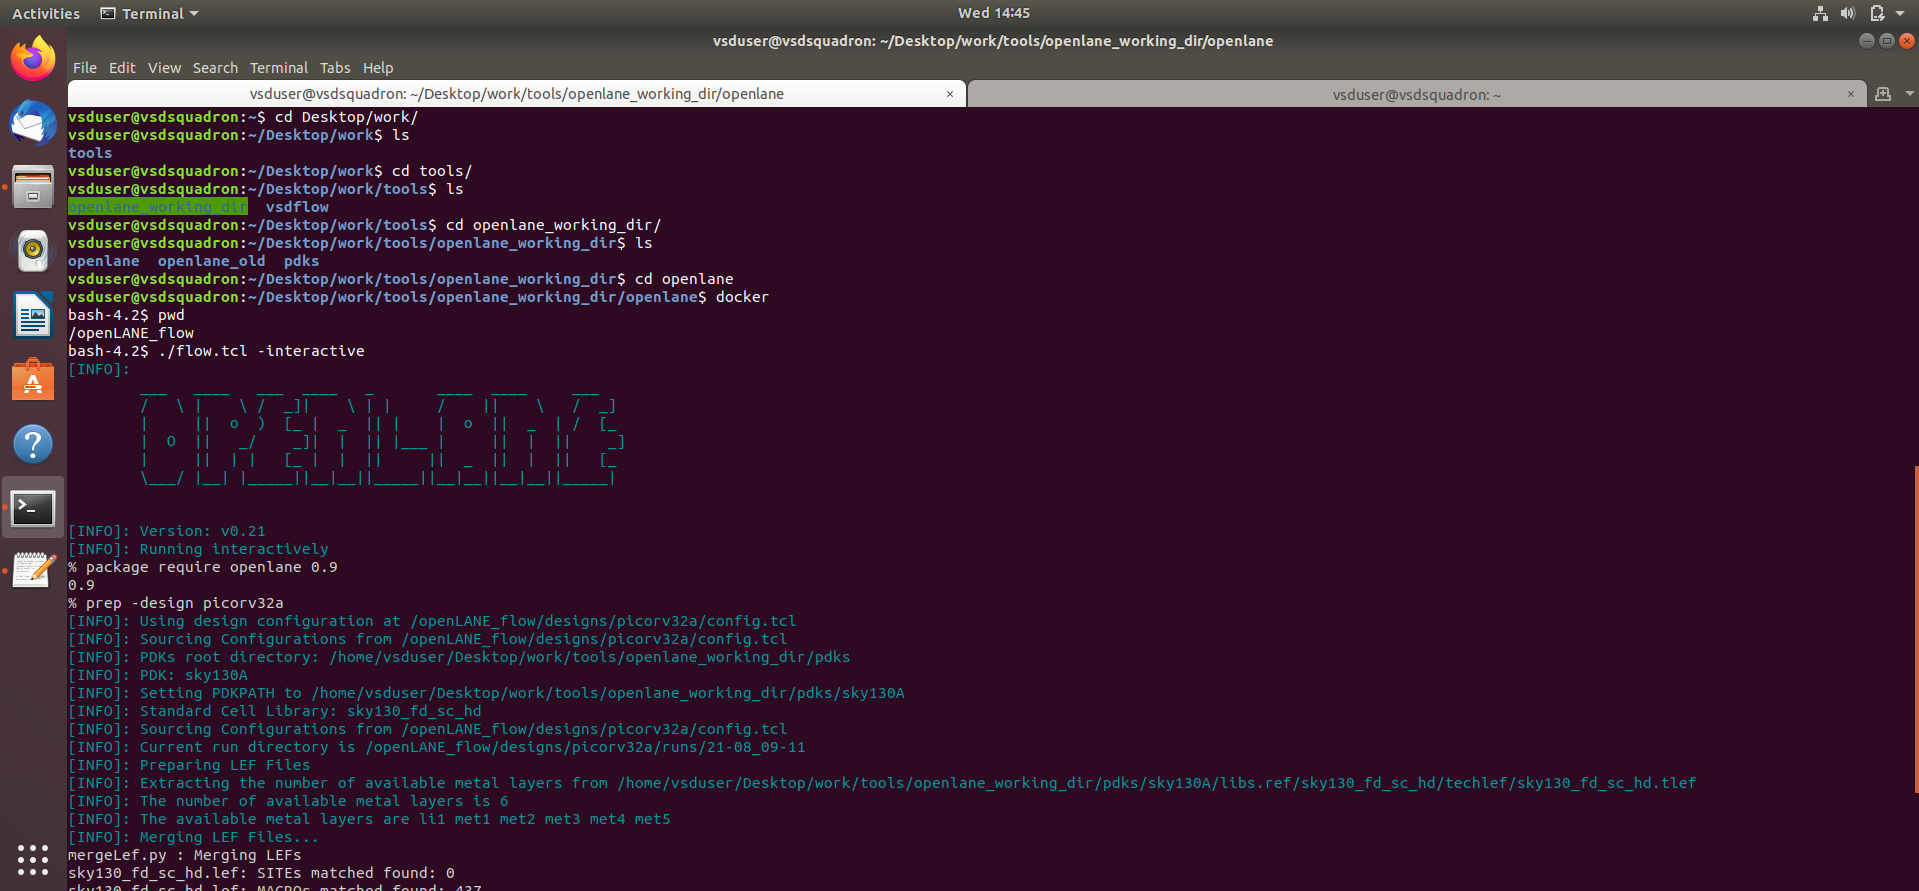 Activities Terminal Wed 14:45
vsduser@vsdsquadron: ~/Desktop/work/tools/openlane_working_dir/openlane
File Edit View Search Terminal Tabs Help
vsduser@vsdsquadron: ~/Desktop/work/tools/openlane_working_dir/openlane × vsduser@vsdsquadron: ~ ×
vsduser@vsdsquadron:~$ cd Desktop/work/
vsduser@vsdsquadron:~/Desktop/work$ ls
tools
vsduser@vsdsquadron:~/Desktop/work$ cd tools/
vsduser@vsdsquadron:~/Desktop/work/tools$ ls
openlane_working_dir  vsdflow
vsduser@vsdsquadron:~/Desktop/work/tools$ cd openlane_working_dir/
vsduser@vsdsquadron:~/Desktop/work/tools/openlane_working_dir$ ls
openlane  openlane_old  pdks
vsduser@vsdsquadron:~/Desktop/work/tools/openlane_working_dir$ cd openlane
vsduser@vsdsquadron:~/Desktop/work/tools/openlane_working_dir/openlane$ docker
bash-4.2$ pwd
/openLANE_flow
bash-4.2$ ./flow.tcl -interactive
[INFO]:
OPENLANE
[INFO]: Version: v0.21
[INFO]: Running interactively
% package require openlane 0.9
0.9
% prep -design picorv32a
[INFO]: Using design configuration at /openLANE_flow/designs/picorv32a/config.tcl
[INFO]: Sourcing Configurations from /openLANE_flow/designs/picorv32a/config.tcl
[INFO]: PDKs root directory: /home/vsduser/Desktop/work/tools/openlane_working_dir/pdks
[INFO]: PDK: sky130A
[INFO]: Setting PDKPATH to /home/vsduser/Desktop/work/tools/openlane_working_dir/pdks/sky130A
[INFO]: Standard Cell Library: sky130_fd_sc_hd
[INFO]: Sourcing Configurations from /openLANE_flow/designs/picorv32a/config.tcl
[INFO]: Current run directory is /openLANE_flow/designs/picorv32a/runs/21-08_09-11
[INFO]: Preparing LEF Files
[INFO]: Extracting the number of available metal layers from /home/vsduser/Desktop/work/tools/openlane_working_dir/pdks/sky130A/libs.ref/sky130_fd_sc_hd/techlef/sky130_fd_sc_hd.tlef
[INFO]: The number of available metal layers is 6
[INFO]: The available metal layers are li1 met1 met2 met3 met4 met5
[INFO]: Merging LEF Files...
mergeLef.py : Merging LEFs
sky130_fd_sc_hd.lef: SITEs matched found: 0
sky130_fd_sc_hd.lef: MACROs matched found: 437